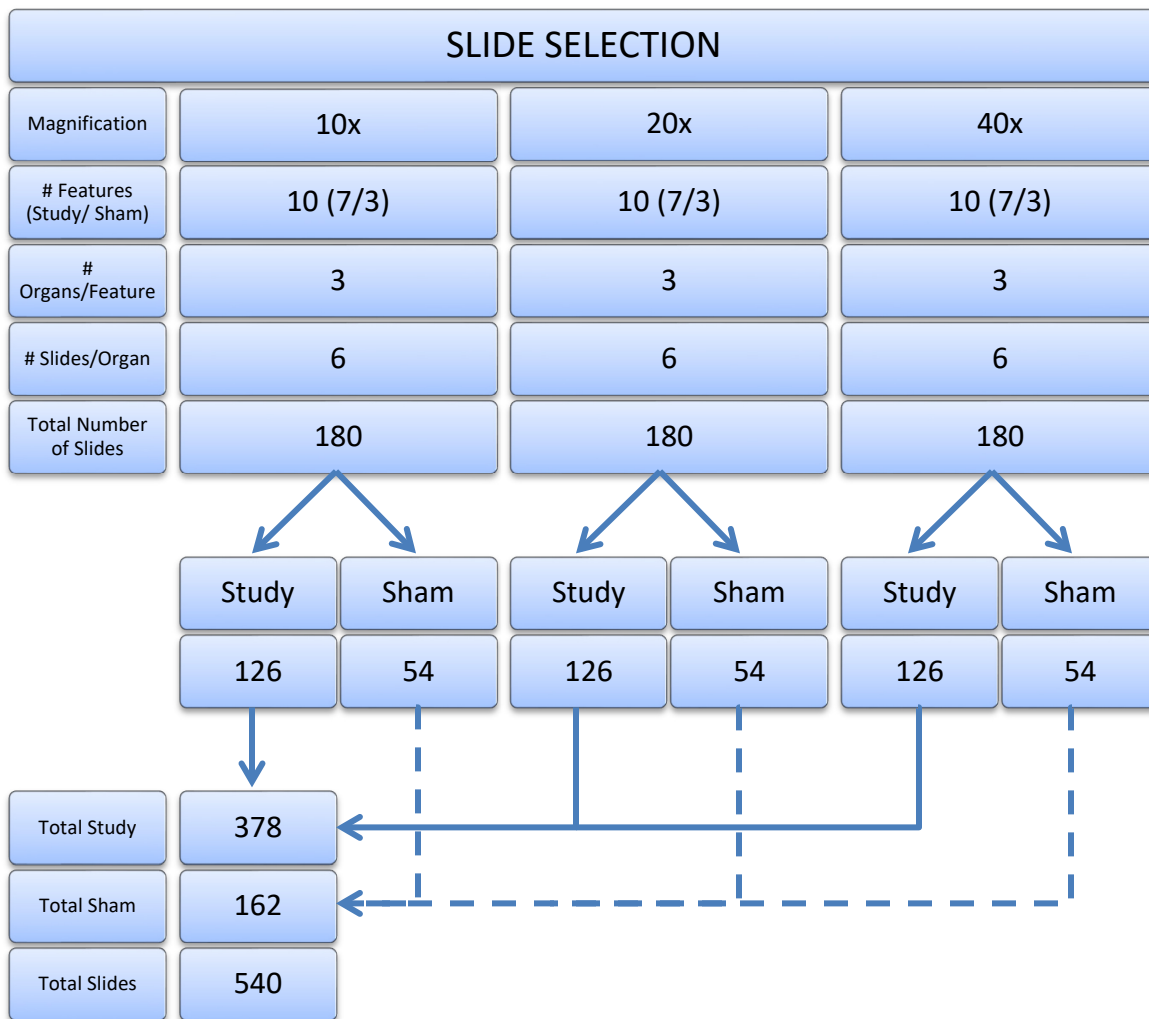 SLIDE SELECTION
Magnification
10x
20x
40x
# Features
(Study/ Sham)
10 (7/3)
10 (7/3)
10 (7/3)
#
Organs/Feature
3
3
3
# Slides/Organ
6
6
6
Total Number
of Slides
180
180
180
Study
Sham
Study
Sham
Study
Sham
126
54
126
54
126
54
Total Study
378
Total Sham
162
Total Slides
540